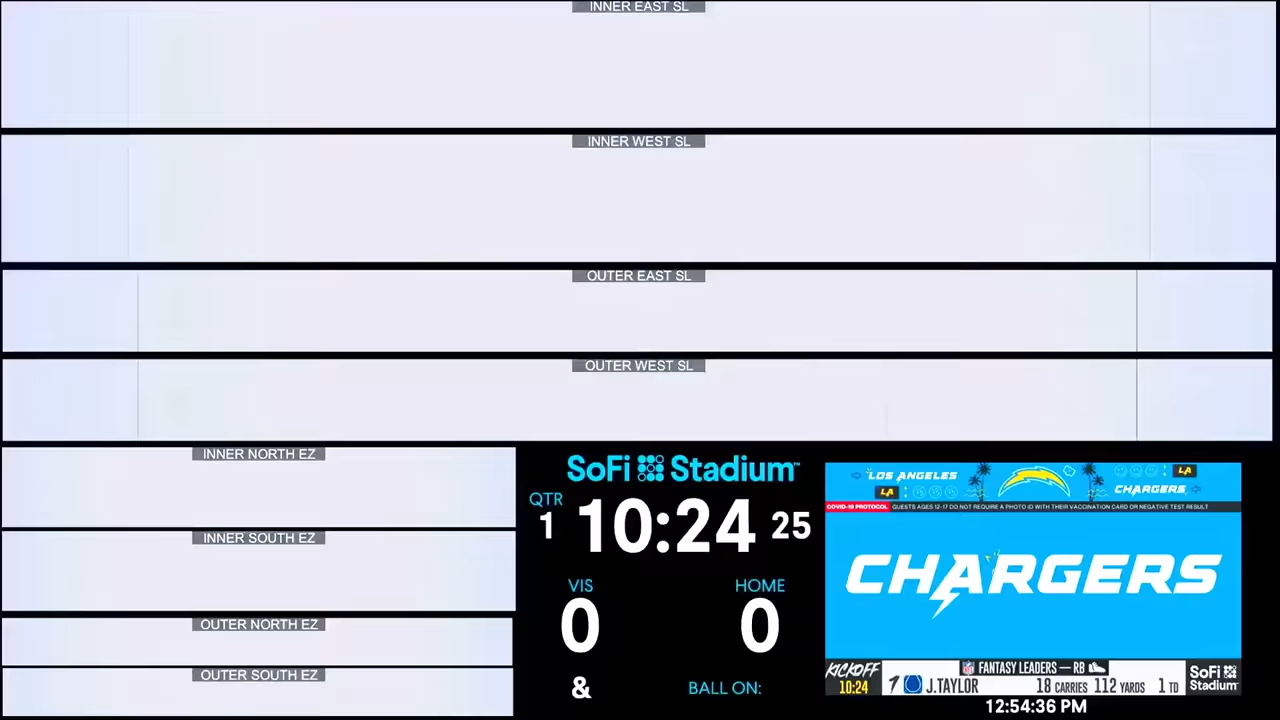 INNER EAST SL
INNER WEST SL
OUTER EAST SL
OUTER WEST SL
INNER NORTH EZ
INNER SOUTH EZ
OUTER NORTH EZ
OUTER SOUTH EZ
SoFi Stadium™
QTR
1 10:24 25
VIS HOME
0 0
& BALL ON:
LOS ANGELES LA
LA CHARGERS
COVID-19 PROTOCOL GUESTS AGES 12-17 DO NOT REQUIRE A PHOTO ID WITH THEIR VACCINATION CARD OR NEGATIVE TEST RESULT
CHARGERS
KICKOFF NFL FANTASY LEADERS — RB
10:24 1 J.TAYLOR 18 CARRIES 112 YARDS 1 TD
SoFi
Stadium
12:54:36 PM